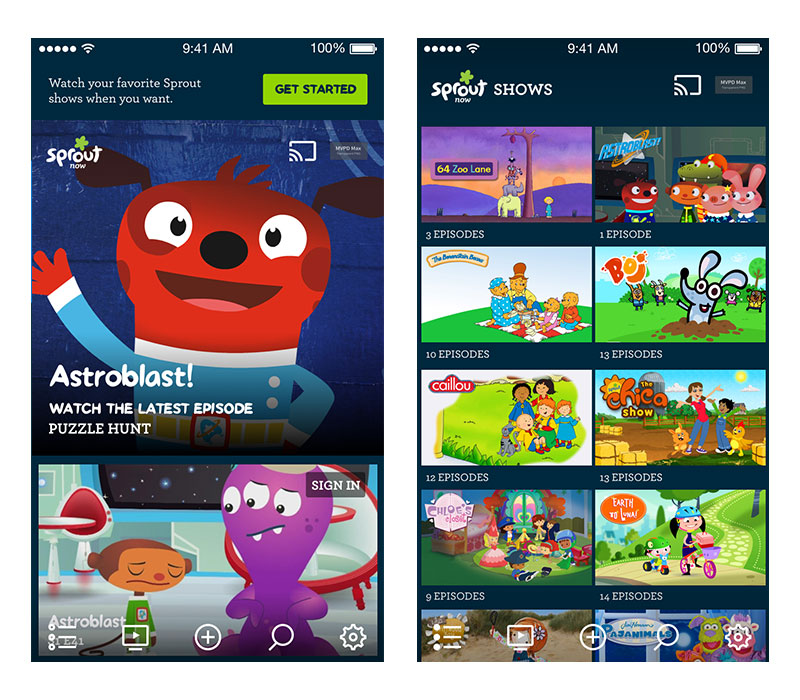 9:41 AM
100%
Watch your favorite Sprout
shows when you want.
GET STARTED
sprout
now
MVPD Max
Astroblast!
WATCH THE LATEST EPISODE
PUZZLE HUNT
SIGN IN
Astroblast
9:41 AM
100%
sprout
now
SHOWS
MVPD Max
64 Zoo Lane
ASTROBLAST!
3 EPISODES
1 EPISODE
The Berenstain Bears
BOJ
10 EPISODES
13 EPISODES
caillou
The
Chica
show
12 EPISODES
13 EPISODES
CHLOE'S
Closet
EARTH
TO LUNA!
9 EPISODES
14 EPISODES
Jim Henson's
PAJANIMALS